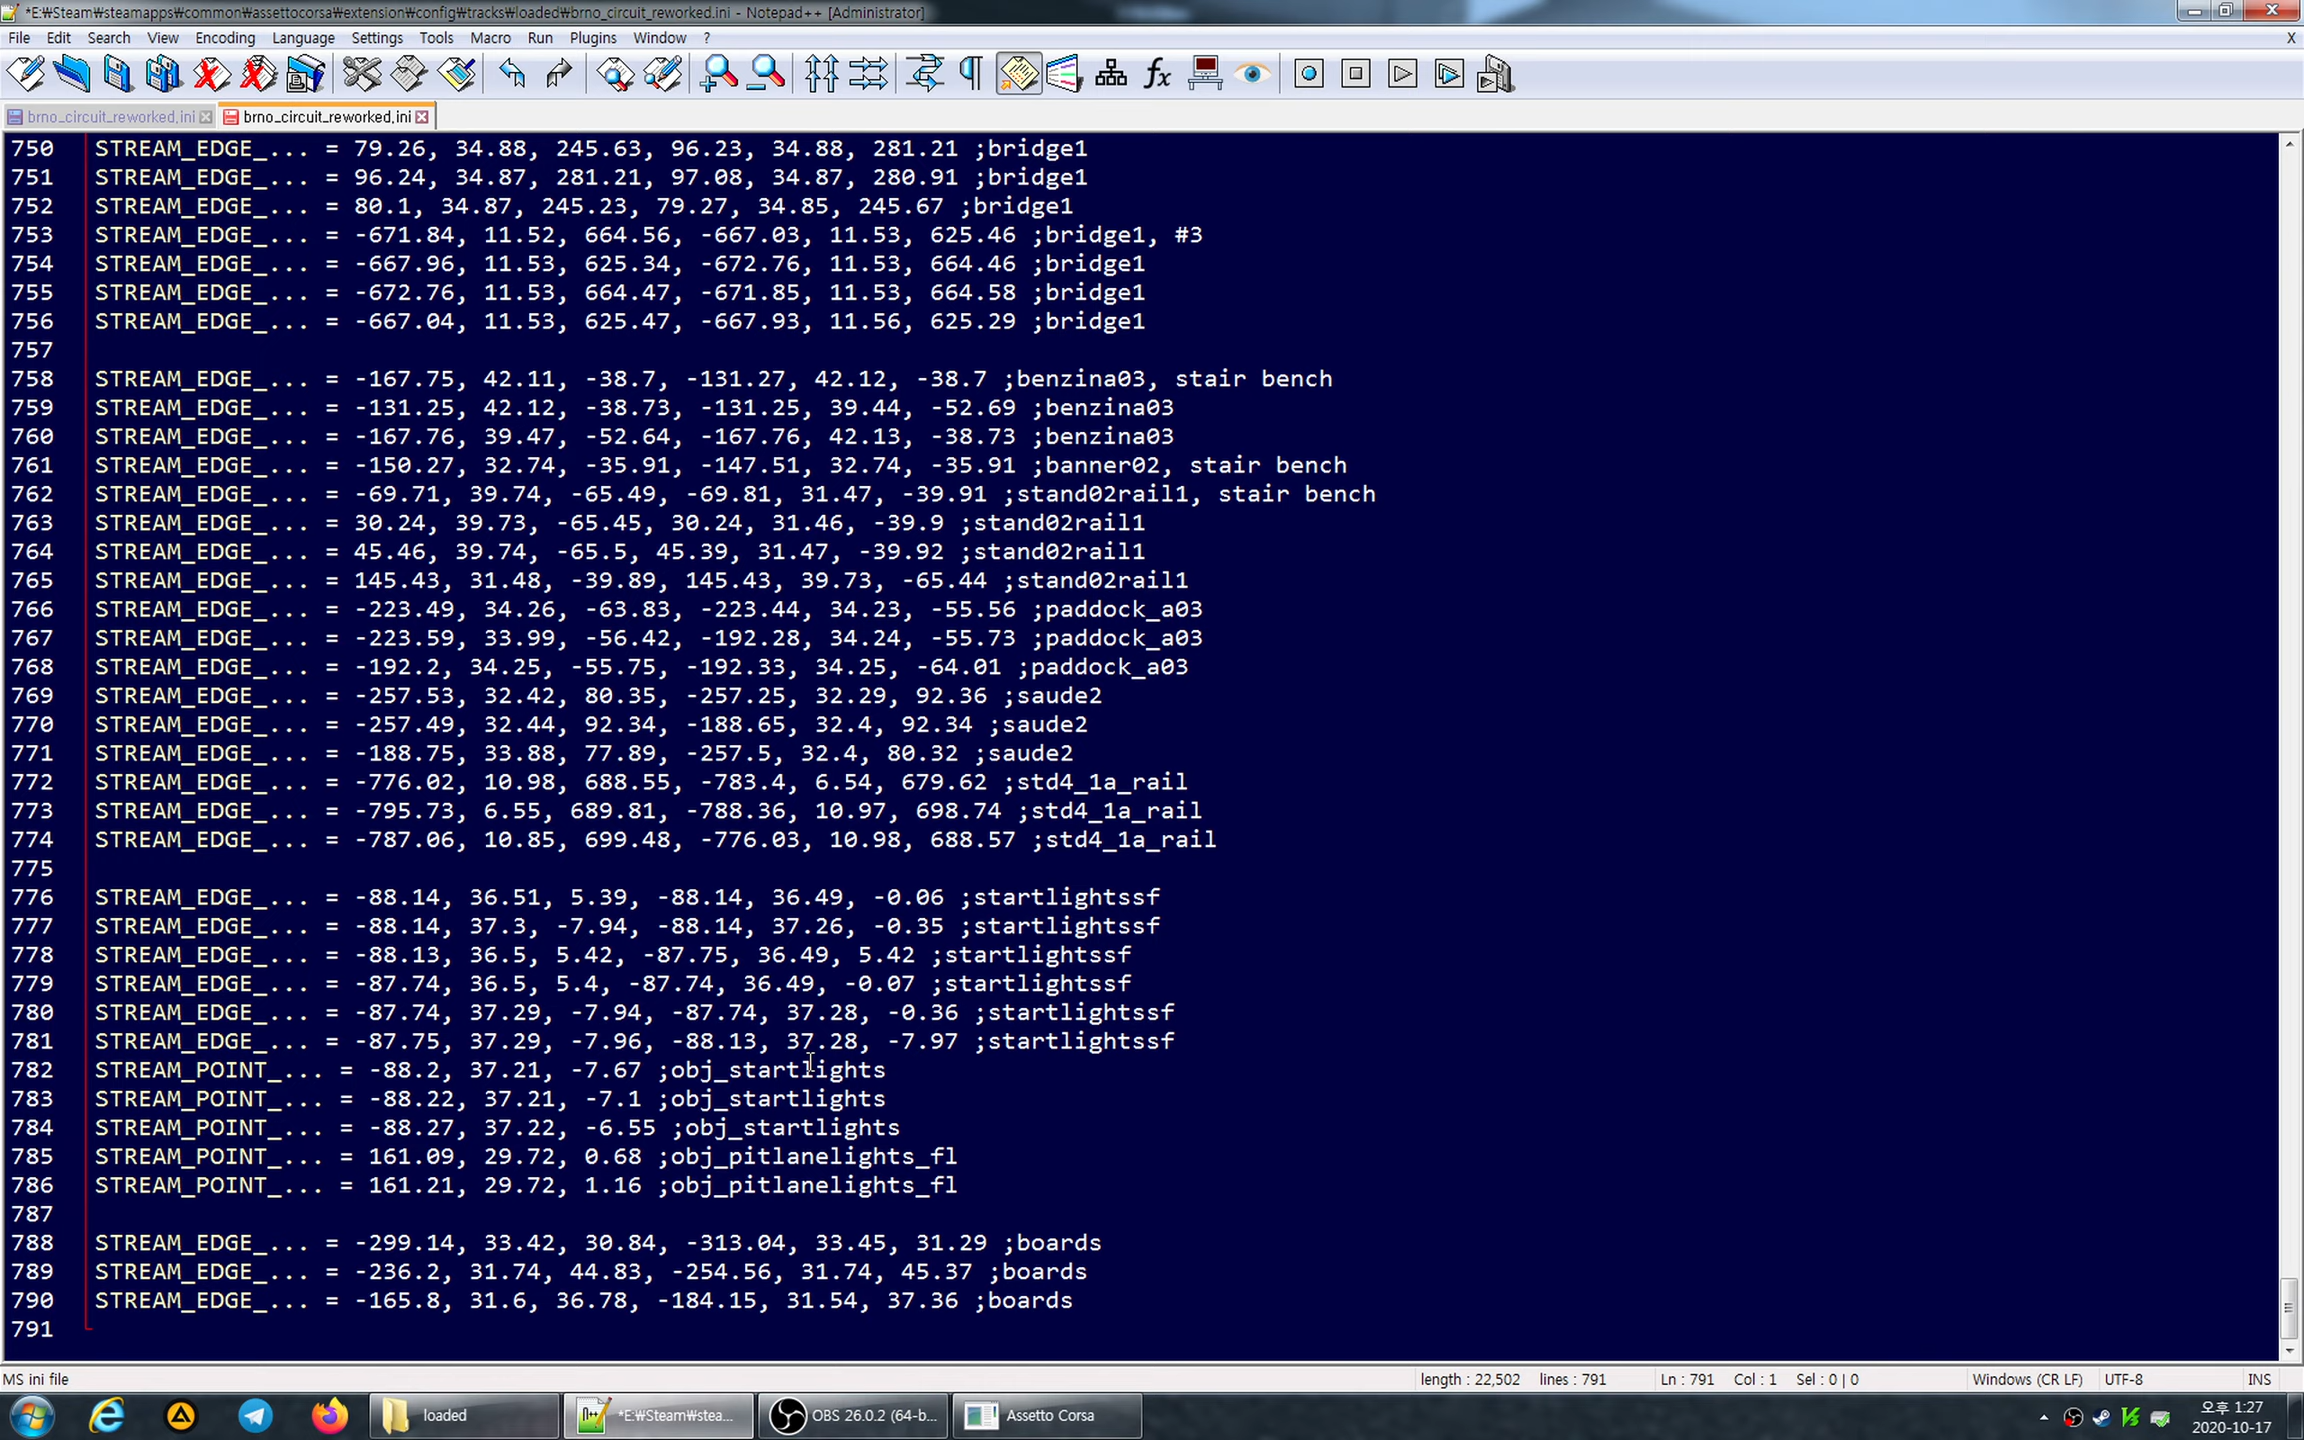 *E:₩Steam₩steamapps₩common₩assettocorsa₩extension₩config₩tracks₩loaded₩brno_circuit_reworked.ini - Notepad++ [Administrator]
File Edit Search View Encoding Language Settings Tools Macro Run Plugins Window ? X
brno_circuit_reworked.ini brno_circuit_reworked.ini
750 STREAM_EDGE_... = 79.26, 34.88, 245.63, 96.23, 34.88, 281.21 ;bridge1
751 STREAM_EDGE_... = 96.24, 34.87, 281.21, 97.08, 34.87, 280.91 ;bridge1
752 STREAM_EDGE_... = 80.1, 34.87, 245.23, 79.27, 34.85, 245.67 ;bridge1
753 STREAM_EDGE_... = -671.84, 11.52, 664.56, -667.03, 11.53, 625.46 ;bridge1, #3
754 STREAM_EDGE_... = -667.96, 11.53, 625.34, -672.76, 11.53, 664.46 ;bridge1
755 STREAM_EDGE_... = -672.76, 11.53, 664.47, -671.85, 11.53, 664.58 ;bridge1
756 STREAM_EDGE_... = -667.04, 11.53, 625.47, -667.93, 11.56, 625.29 ;bridge1
757
758 STREAM_EDGE_... = -167.75, 42.11, -38.7, -131.27, 42.12, -38.7 ;benzina03, stair bench
759 STREAM_EDGE_... = -131.25, 42.12, -38.73, -131.25, 39.44, -52.69 ;benzina03
760 STREAM_EDGE_... = -167.76, 39.47, -52.64, -167.76, 42.13, -38.73 ;benzina03
761 STREAM_EDGE_... = -150.27, 32.74, -35.91, -147.51, 32.74, -35.91 ;banner02, stair bench
762 STREAM_EDGE_... = -69.71, 39.74, -65.49, -69.81, 31.47, -39.91 ;stand02rail1, stair bench
763 STREAM_EDGE_... = 30.24, 39.73, -65.45, 30.24, 31.46, -39.9 ;stand02rail1
764 STREAM_EDGE_... = 45.46, 39.74, -65.5, 45.39, 31.47, -39.92 ;stand02rail1
765 STREAM_EDGE_... = 145.43, 31.48, -39.89, 145.43, 39.73, -65.44 ;stand02rail1
766 STREAM_EDGE_... = -223.49, 34.26, -63.83, -223.44, 34.23, -55.56 ;paddock_a03
767 STREAM_EDGE_... = -223.59, 33.99, -56.42, -192.28, 34.24, -55.73 ;paddock_a03
768 STREAM_EDGE_... = -192.2, 34.25, -55.75, -192.33, 34.25, -64.01 ;paddock_a03
769 STREAM_EDGE_... = -257.53, 32.42, 80.35, -257.25, 32.29, 92.36 ;saude2
770 STREAM_EDGE_... = -257.49, 32.44, 92.34, -188.65, 32.4, 92.34 ;saude2
771 STREAM_EDGE_... = -188.75, 33.88, 77.89, -257.5, 32.4, 80.32 ;saude2
772 STREAM_EDGE_... = -776.02, 10.98, 688.55, -783.4, 6.54, 679.62 ;std4_1a_rail
773 STREAM_EDGE_... = -795.73, 6.55, 689.81, -788.36, 10.97, 698.74 ;std4_1a_rail
774 STREAM_EDGE_... = -787.06, 10.85, 699.48, -776.03, 10.98, 688.57 ;std4_1a_rail
775
776 STREAM_EDGE_... = -88.14, 36.51, 5.39, -88.14, 36.49, -0.06 ;startlightssf
777 STREAM_EDGE_... = -88.14, 37.3, -7.94, -88.14, 37.26, -0.35 ;startlightssf
778 STREAM_EDGE_... = -88.13, 36.5, 5.42, -87.75, 36.49, 5.42 ;startlightssf
779 STREAM_EDGE_... = -87.74, 36.5, 5.4, -87.74, 36.49, -0.07 ;startlightssf
780 STREAM_EDGE_... = -87.74, 37.29, -7.94, -87.74, 37.28, -0.36 ;startlightssf
781 STREAM_EDGE_... = -87.75, 37.29, -7.96, -88.13, 37.28, -7.97 ;startlightssf
782 STREAM_POINT_... = -88.2, 37.21, -7.67 ;obj_startlights
783 STREAM_POINT_... = -88.22, 37.21, -7.1 ;obj_startlights
784 STREAM_POINT_... = -88.27, 37.22, -6.55 ;obj_startlights
785 STREAM_POINT_... = 161.09, 29.72, 0.68 ;obj_pitlanelights_fl
786 STREAM_POINT_... = 161.21, 29.72, 1.16 ;obj_pitlanelights_fl
787
788 STREAM_EDGE_... = -299.14, 33.42, 30.84, -313.04, 33.45, 31.29 ;boards
789 STREAM_EDGE_... = -236.2, 31.74, 44.83, -254.56, 31.74, 45.37 ;boards
790 STREAM_EDGE_... = -165.8, 31.6, 36.78, -184.15, 31.54, 37.36 ;boards
791
MS ini file length : 22,502 lines : 791 Ln : 791 Col : 1 Sel : 0 | 0 Windows (CR LF) UTF-8 INS
loaded *E:₩Steam₩stea... OBS 26.0.2 (64-b... Assetto Corsa 오후 1:27
2020-10-17